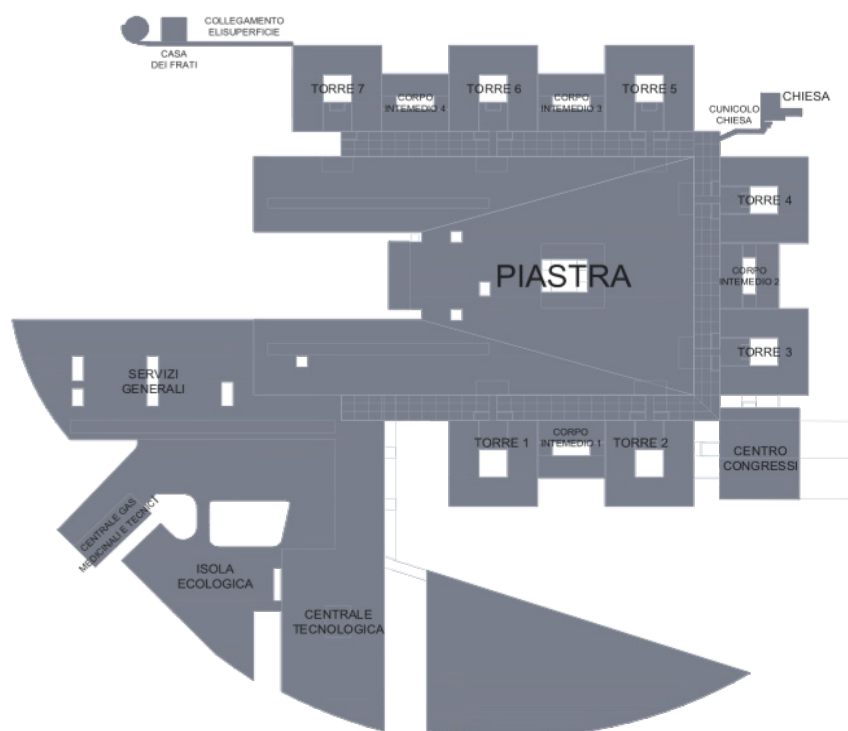 COLLEGAMENTO
ELISUPERFICIE
CASA
DEI FRATI
TORRE 7
CORPO
INTEMEDIO 4
TORRE 6
CORPO
INTEMEDIO 3
TORRE 5
CUNICOLO
CHIESA
CHIESA
TORRE 4
PIASTRA
CORPO
INTEMEDIO 2
TORRE 3
SERVIZI
GENERALI
TORRE 1
CORPO
INTEMEDIO 1
TORRE 2
CENTRO
CONGRESSI
CENTRALE GAS
MEDICINALI E TECNICI
ISOLA
ECOLOGICA
CENTRALE
TECNOLOGICA